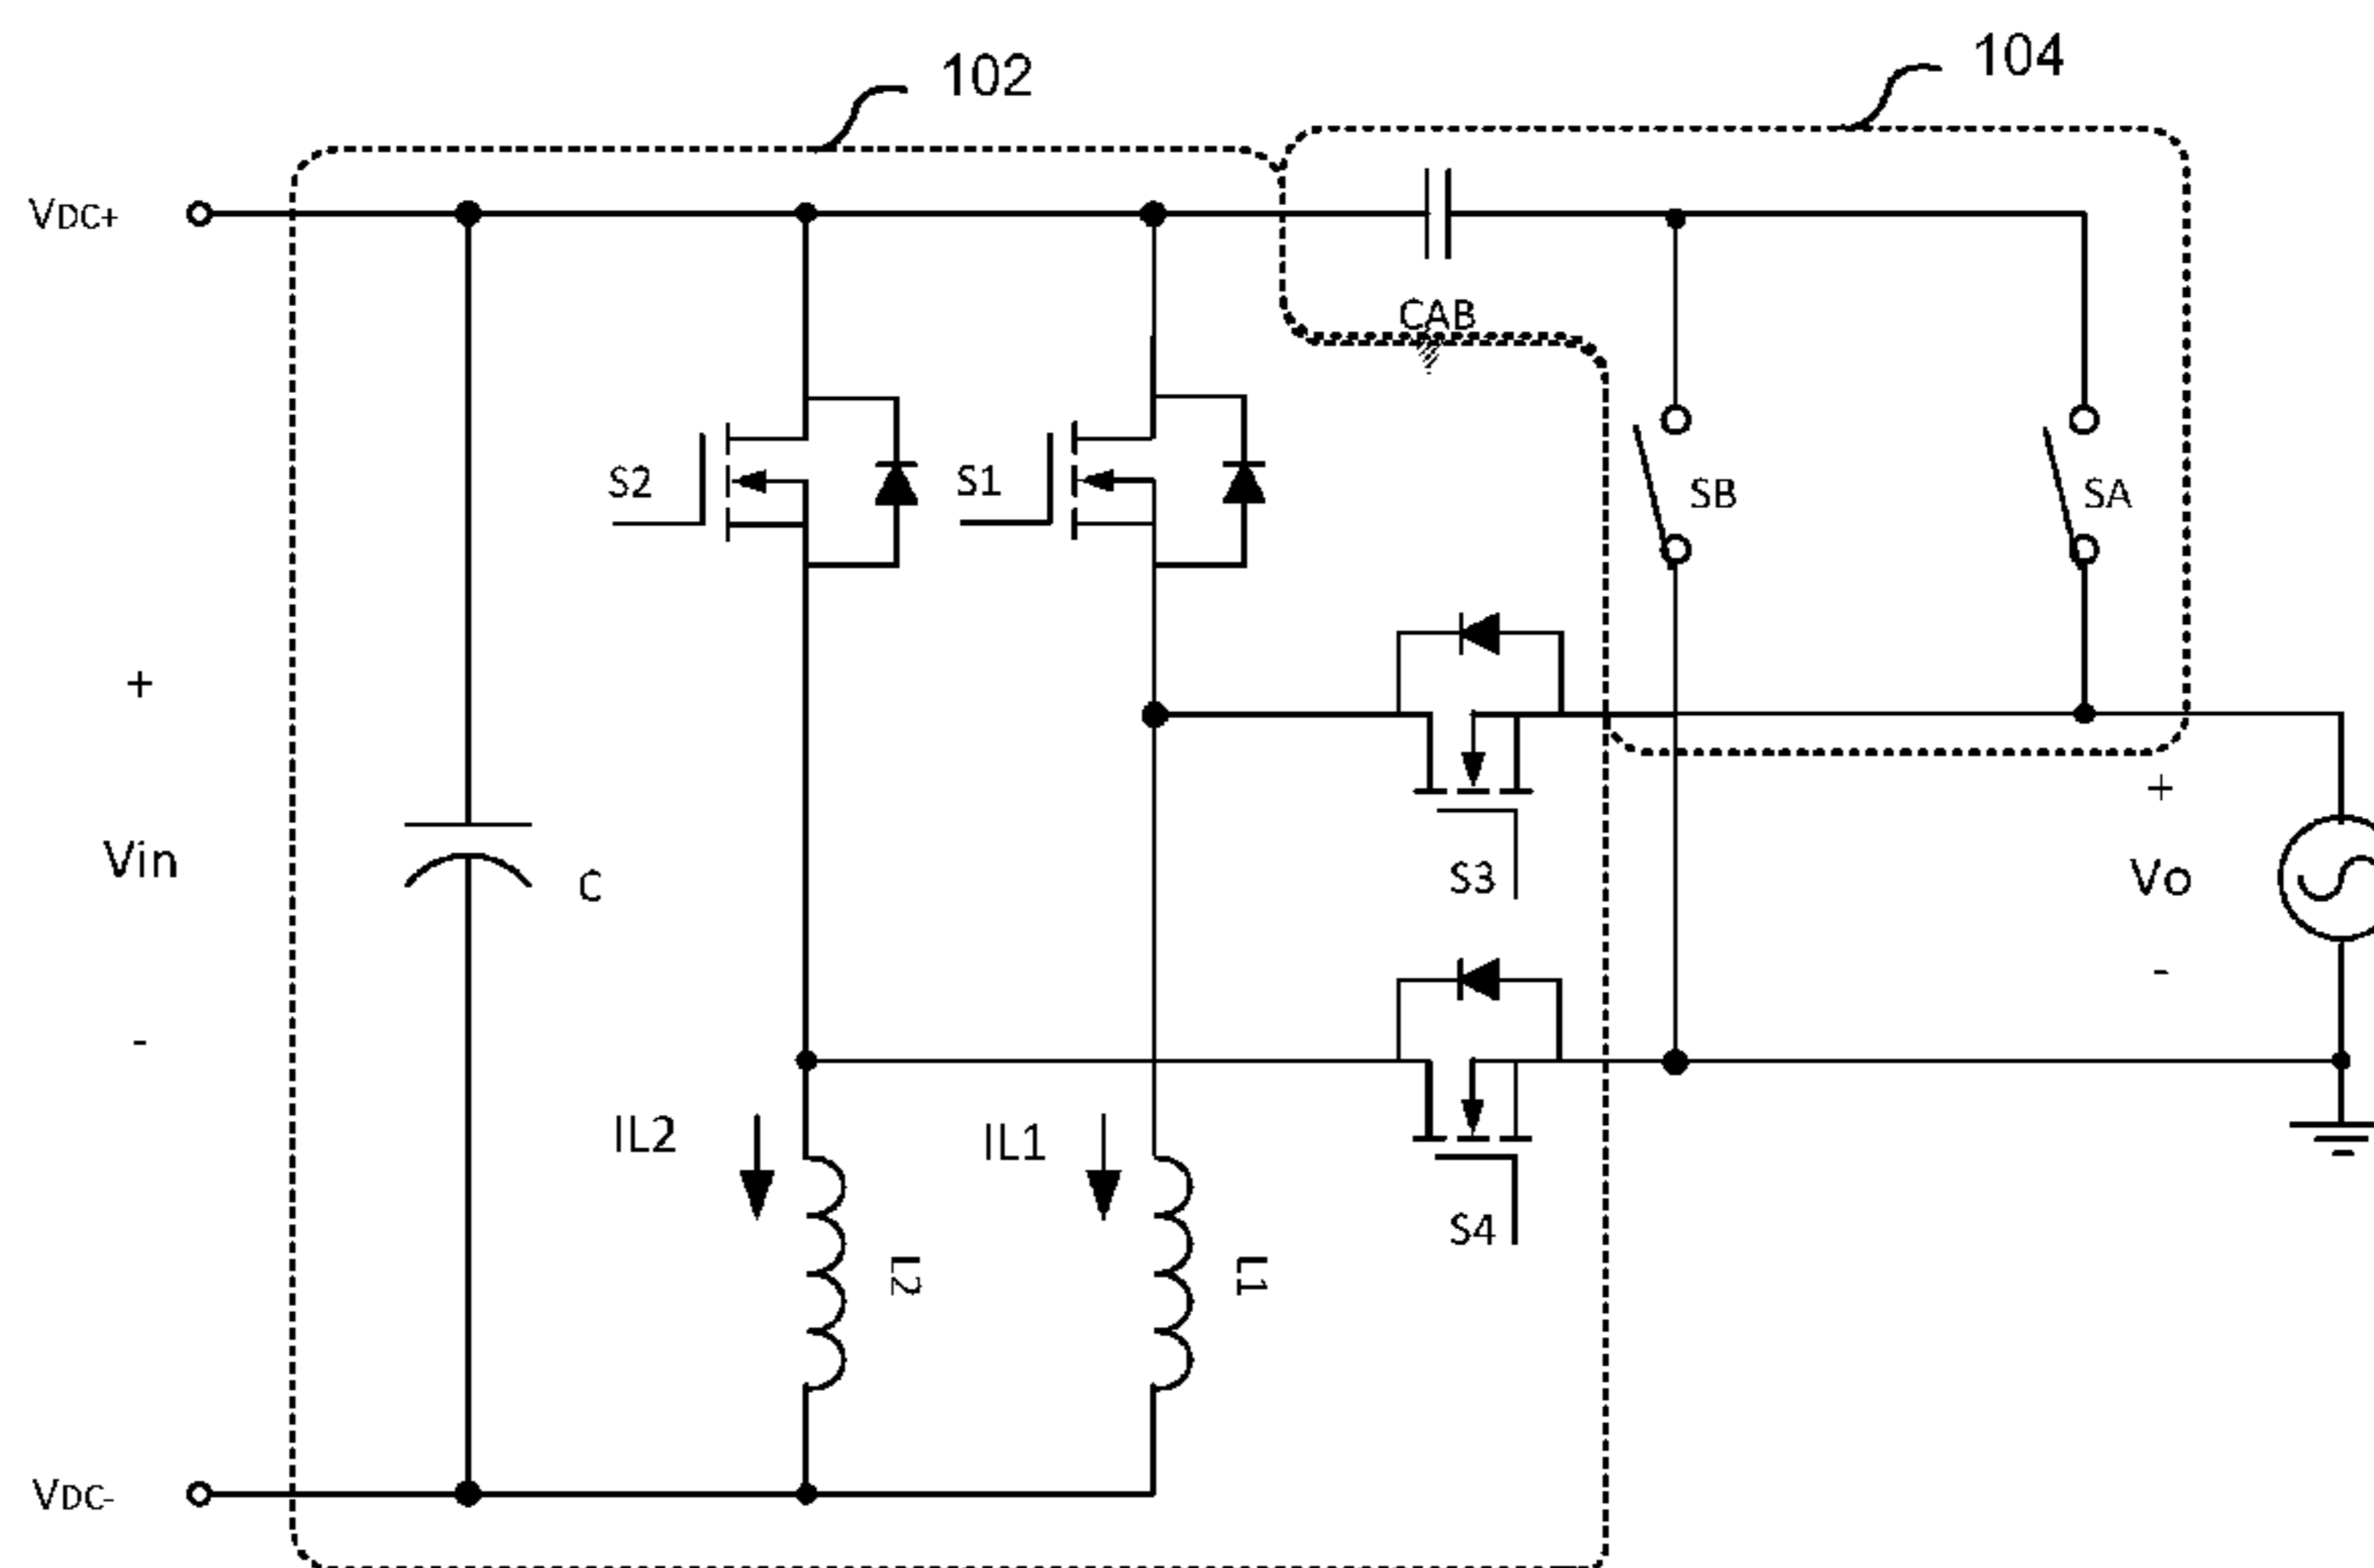 102
104
VDC+
CAB
S2
S1
SB
SA
+
Vin
-
C
S3
+
Vo
-
S4
IL2
IL1
L2
L1
VDC-